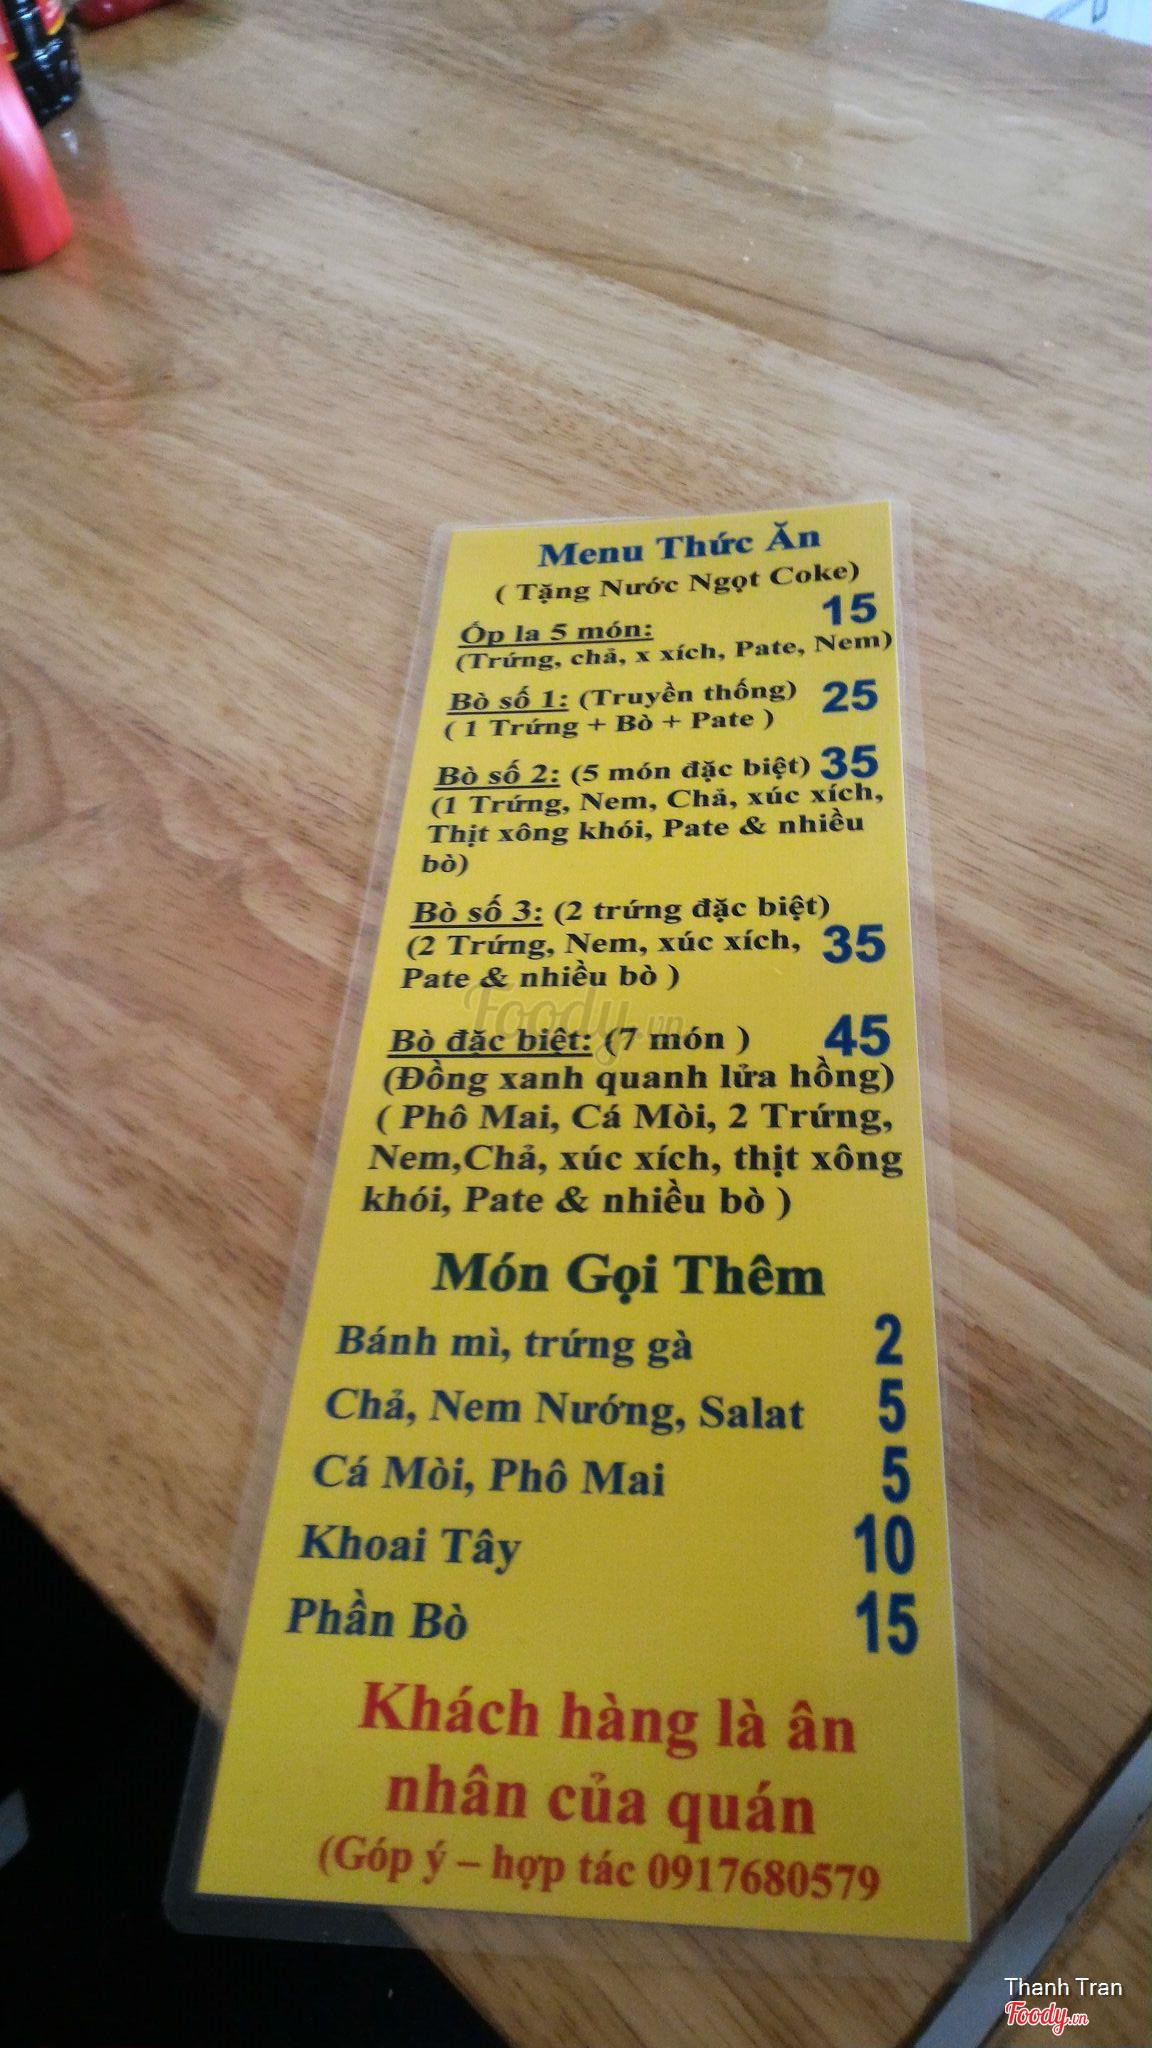 Menu Thức Ăn
( Tặng Nước Ngọt Coke)
Ốp la 5 món: 15
(Trứng, chả, x xích, Pate, Nem)
Bò số 1: (Truyền thống) 25
( 1 Trứng + Bò + Pate )
Bò số 2: (5 món đặc biệt) 35
(1 Trứng, Nem, Chả, xúc xích,
Thịt xông khói, Pate & nhiều
bò)
Bò số 3: (2 trứng đặc biệt)
(2 Trứng, Nem, xúc xích, 35
Pate & nhiều bò )
Foody.vn
Bò đặc biệt: (7 món ) 45
(Đồng xanh quanh lửa hồng)
( Phô Mai, Cá Mòi, 2 Trứng,
Nem,Chả, xúc xích, thịt xông
khói, Pate & nhiều bò )
Món Gọi Thêm
Bánh mì, trứng gà 2
Chả, Nem Nướng, Salat 5
Cá Mòi, Phô Mai 5
Khoai Tây 10
Phần Bò 15
Khách hàng là ân
nhân của quán
(Góp ý – hợp tác 0917680579
Thanh Tran
Foody.vn